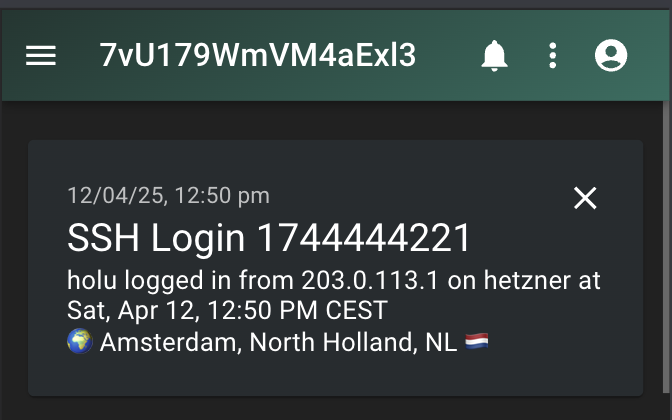 7vU179WmVM4aExl3
12/04/25, 12:50 pm
SSH Login 1744444221
holu logged in from 203.0.113.1 on hetzner at
Sat, Apr 12, 12:50 PM CEST
🌍 Amsterdam, North Holland, NL 🇳🇱